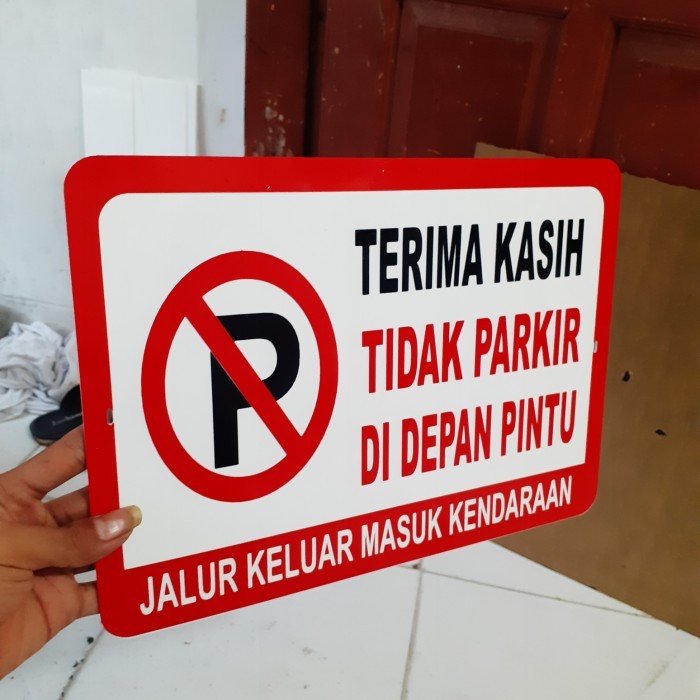 P
TERIMA KASIH
TIDAK PARKIR
DI DEPAN PINTU
JALUR KELUAR MASUK KENDARAAN